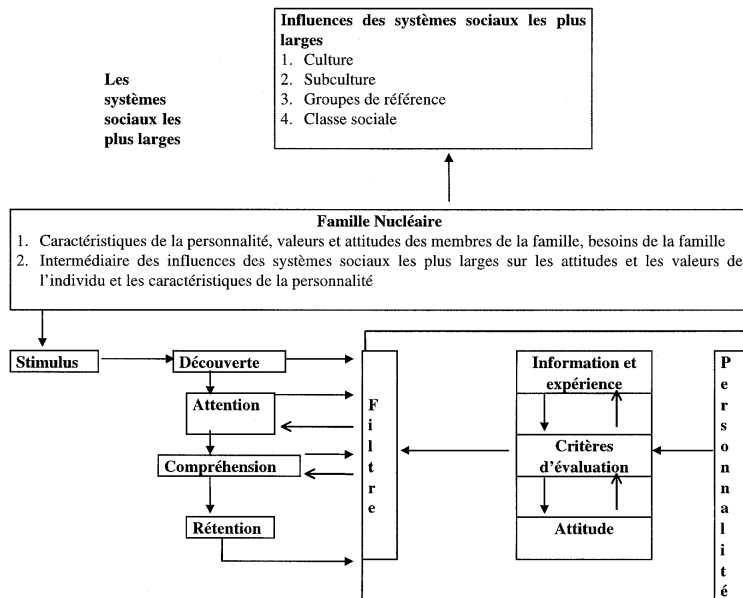 Influences des systèmes sociaux les plus
larges
1. Culture
2. Subculture
3. Groupes de référence
4. Classe sociale
Les
systèmes
sociaux les
plus larges
Famille Nucléaire
1. Caractéristiques de la personnalité, valeurs et attitudes des membres de la famille, besoins de la famille
2. Intermédiaire des influences des systèmes sociaux les plus larges sur les attitudes et les valeurs de
l'individu et les caractéristiques de la personnalité
Stimulus
Découverte
Attention
Compréhension
Rétention
Filtre
Information et
expérience
Critères
d'évaluation
Attitude
Personnalité